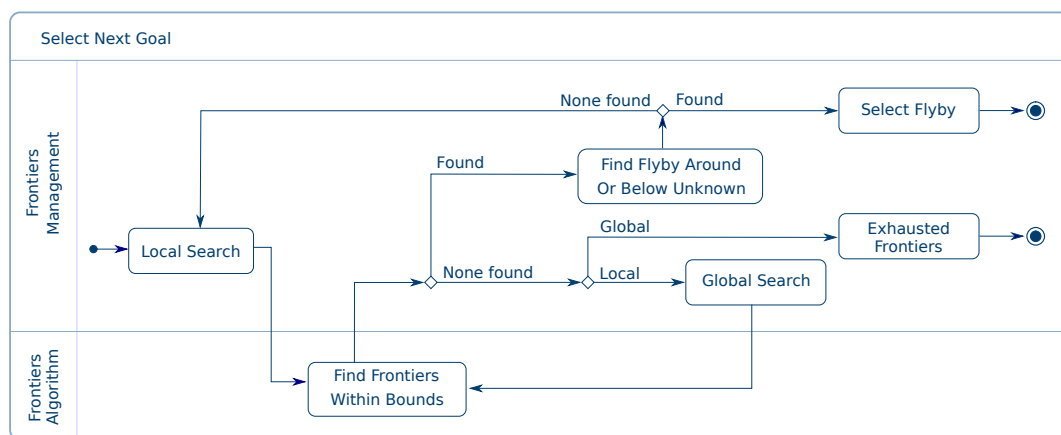 Select Next Goal
Frontiers
Management
None found
Found
Select Flyby
Found
Find Flyby Around
Or Below Unknown
Local Search
Global
Exhausted
Frontiers
None found
Local
Global Search
Frontiers
Algorithm
Find Frontiers
Within Bounds